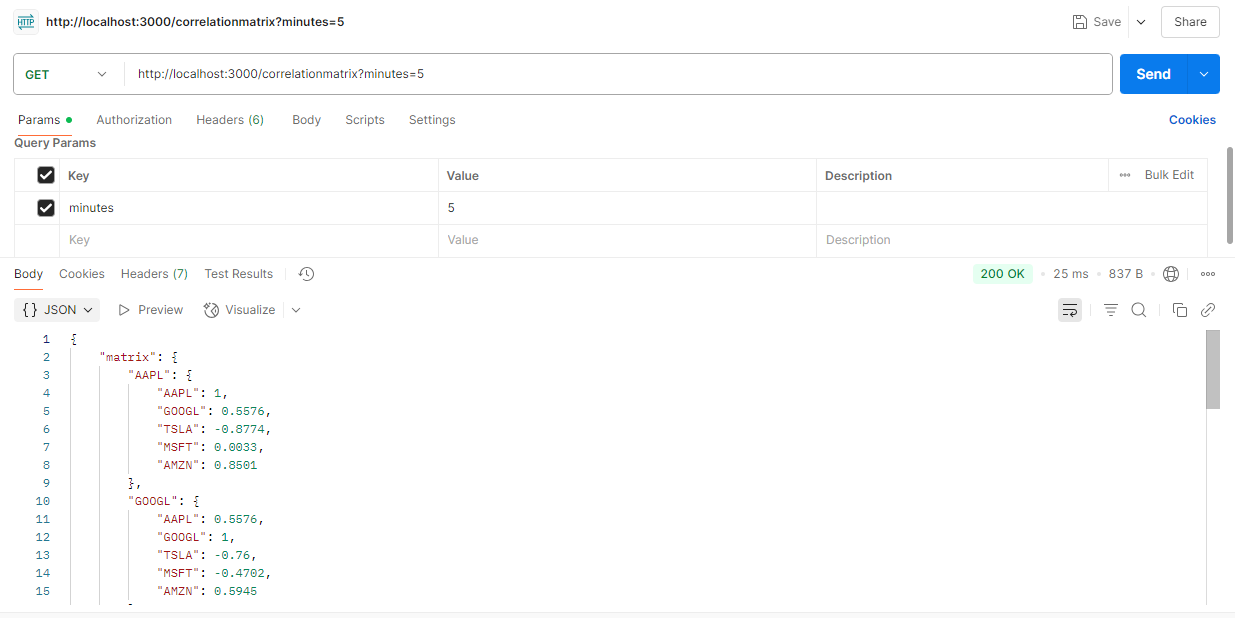 HTTP http://localhost:3000/correlationmatrix?minutes=5 Save Share
GET http://localhost:3000/correlationmatrix?minutes=5 Send
Params Authorization Headers (6) Body Scripts Settings Cookies
Query Params
Key Value Description Bulk Edit
minutes 5
Key Value Description
Body Cookies Headers (7) Test Results 200 OK 25 ms 837 B
{} JSON Preview Visualize
1 {
2 "matrix": {
3 "AAPL": {
4 "AAPL": 1,
5 "GOOGL": 0.5576,
6 "TSLA": -0.8774,
7 "MSFT": 0.0033,
8 "AMZN": 0.8501
9 },
10 "GOOGL": {
11 "AAPL": 0.5576,
12 "GOOGL": 1,
13 "TSLA": -0.76,
14 "MSFT": -0.4702,
15 "AMZN": 0.5945